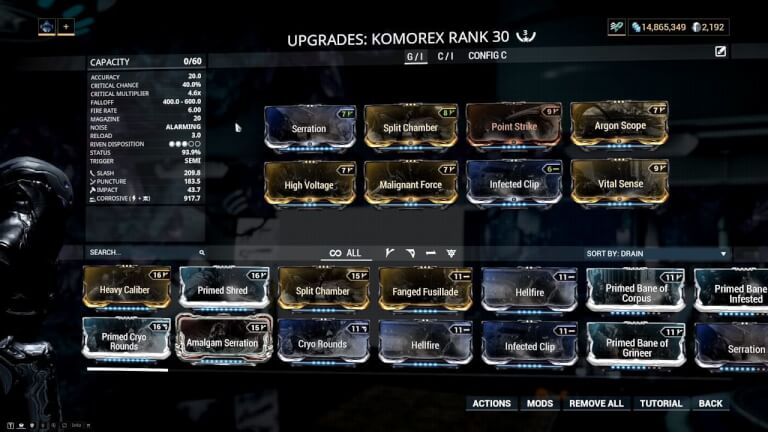 UPGRADES: KOMOREX RANK 30
14,865,349 2,192
G / I C / I CONFIG C
CAPACITY 0/60
ACCURACY 20.0
CRITICAL CHANCE 40.0%
CRITICAL MULTIPLIER 4.6x
FALLOFF 400.0 - 600.0
FIRE RATE 6.00
MAGAZINE 20
NOISE ALARMING
RELOAD 3.0
RIVEN DISPOSITION
STATUS 93.9%
TRIGGER SEMI
SLASH 209.8
PUNCTURE 183.5
IMPACT 43.7
CORROSIVE ( + ) 917.7
7 8 9 7
Serration Split Chamber Point Strike Argon Scope
7 7 6 9
High Voltage Malignant Force Infected Clip Vital Sense
SEARCH... ALL SORT BY: DRAIN
16 16 15 11 11 11
Heavy Caliber Primed Shred Split Chamber Fanged Fusillade Hellfire Primed Bane of Corpus Primed Bane Infested
16 15 11 11 11 11
Primed Cryo Rounds Amalgam Serration Cryo Rounds Hellfire Infected Clip Primed Bane of Grineer Serration
ACTIONS MODS REMOVE ALL TUTORIAL BACK